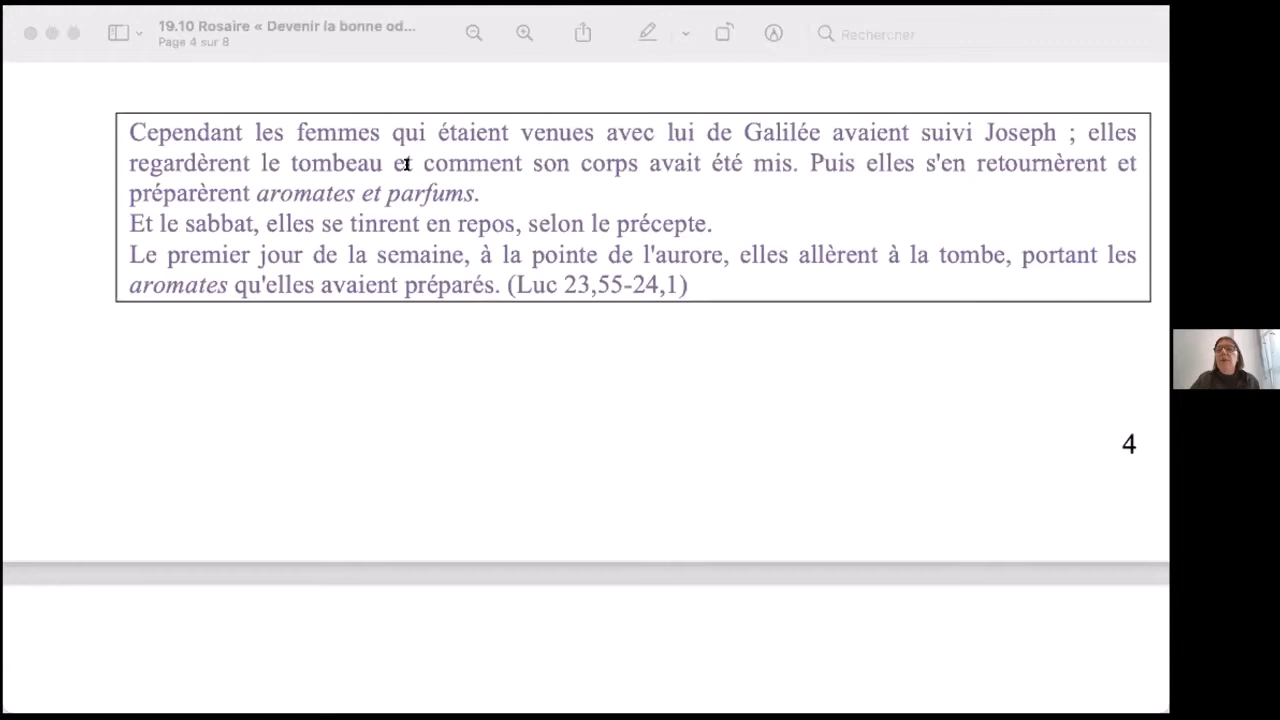 19.10 Rosaire « Devenir la bonne od...
Page 4 sur 8
Rechercher
Cependant les femmes qui étaient venues avec lui de Galilée avaient suivi Joseph ; elles
regardèrent le tombeau et comment son corps avait été mis. Puis elles s'en retournèrent et
préparèrent aromates et parfums.
Et le sabbat, elles se tinrent en repos, selon le précepte.
Le premier jour de la semaine, à la pointe de l'aurore, elles allèrent à la tombe, portant les
aromates qu'elles avaient préparés. (Luc 23,55-24,1)
4